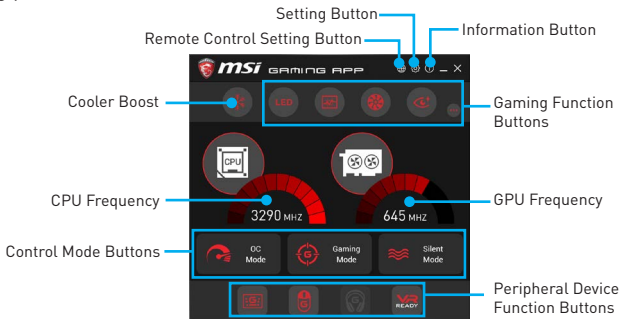 Setting Button
Information Button
Remote Control Setting Button
msi GAMING APP
Cooler Boost
LED
Gaming Function
Buttons
CPU
CPU Frequency
GPU Frequency
3290 MHZ
645 MHZ
Control Mode Buttons
OC
Mode
G
Gaming
Mode
Silent
Mode
Peripheral Device
Function Buttons
G
G
G
VR
READY